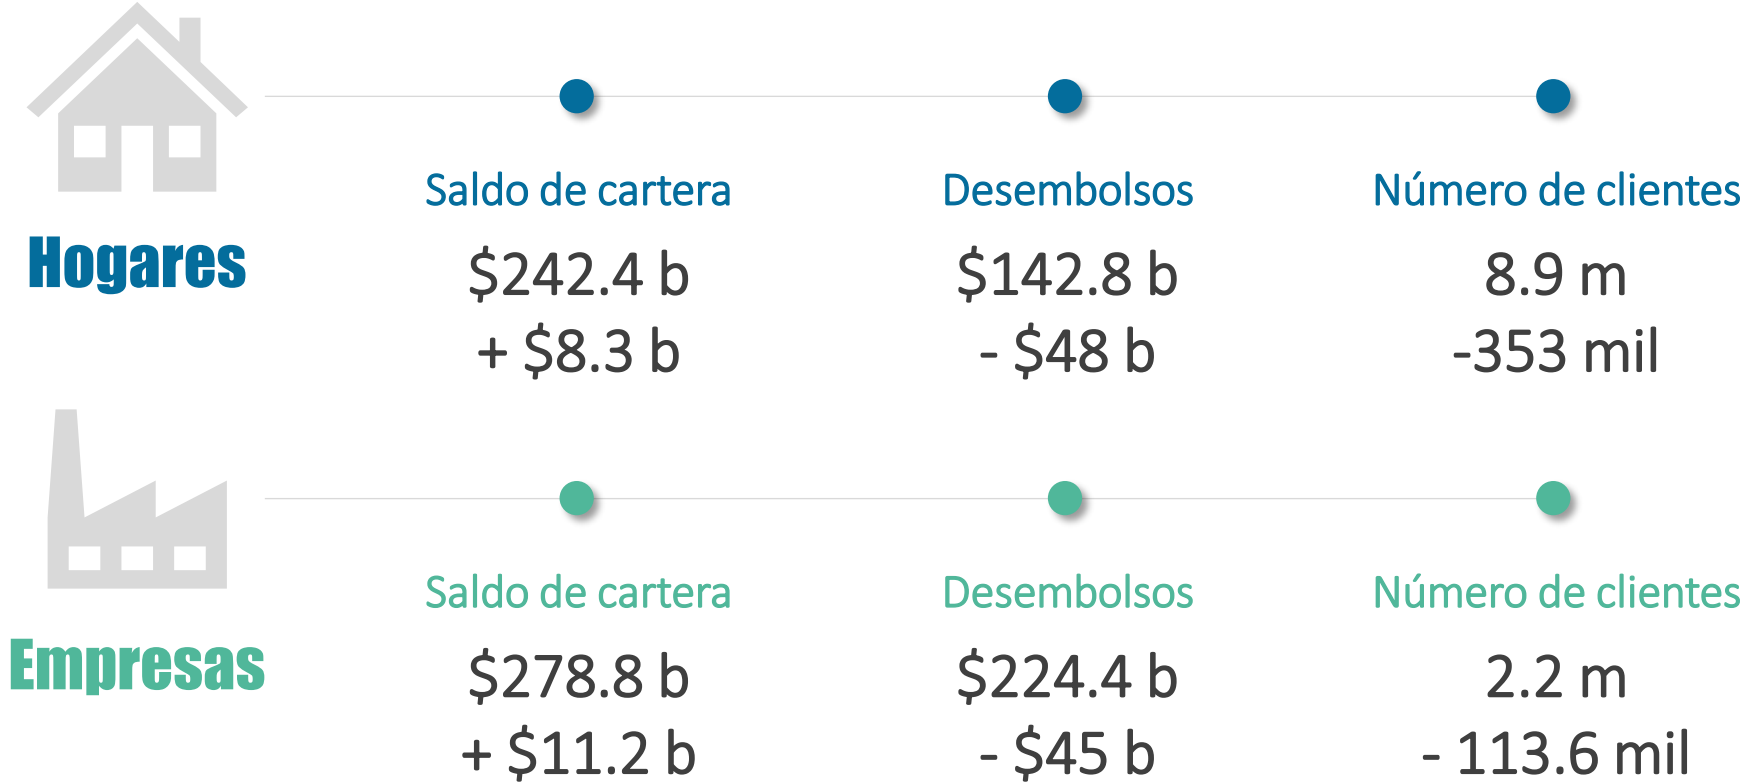 Hogares
Saldo de cartera
$242.4 b
+ $8.3 b
Desembolsos
$142.8 b
- $48 b
Número de clientes
8.9 m
-353 mil
Empresas
Saldo de cartera
$278.8 b
+ $11.2 b
Desembolsos
$224.4 b
- $45 b
Número de clientes
2.2 m
- 113.6 mil